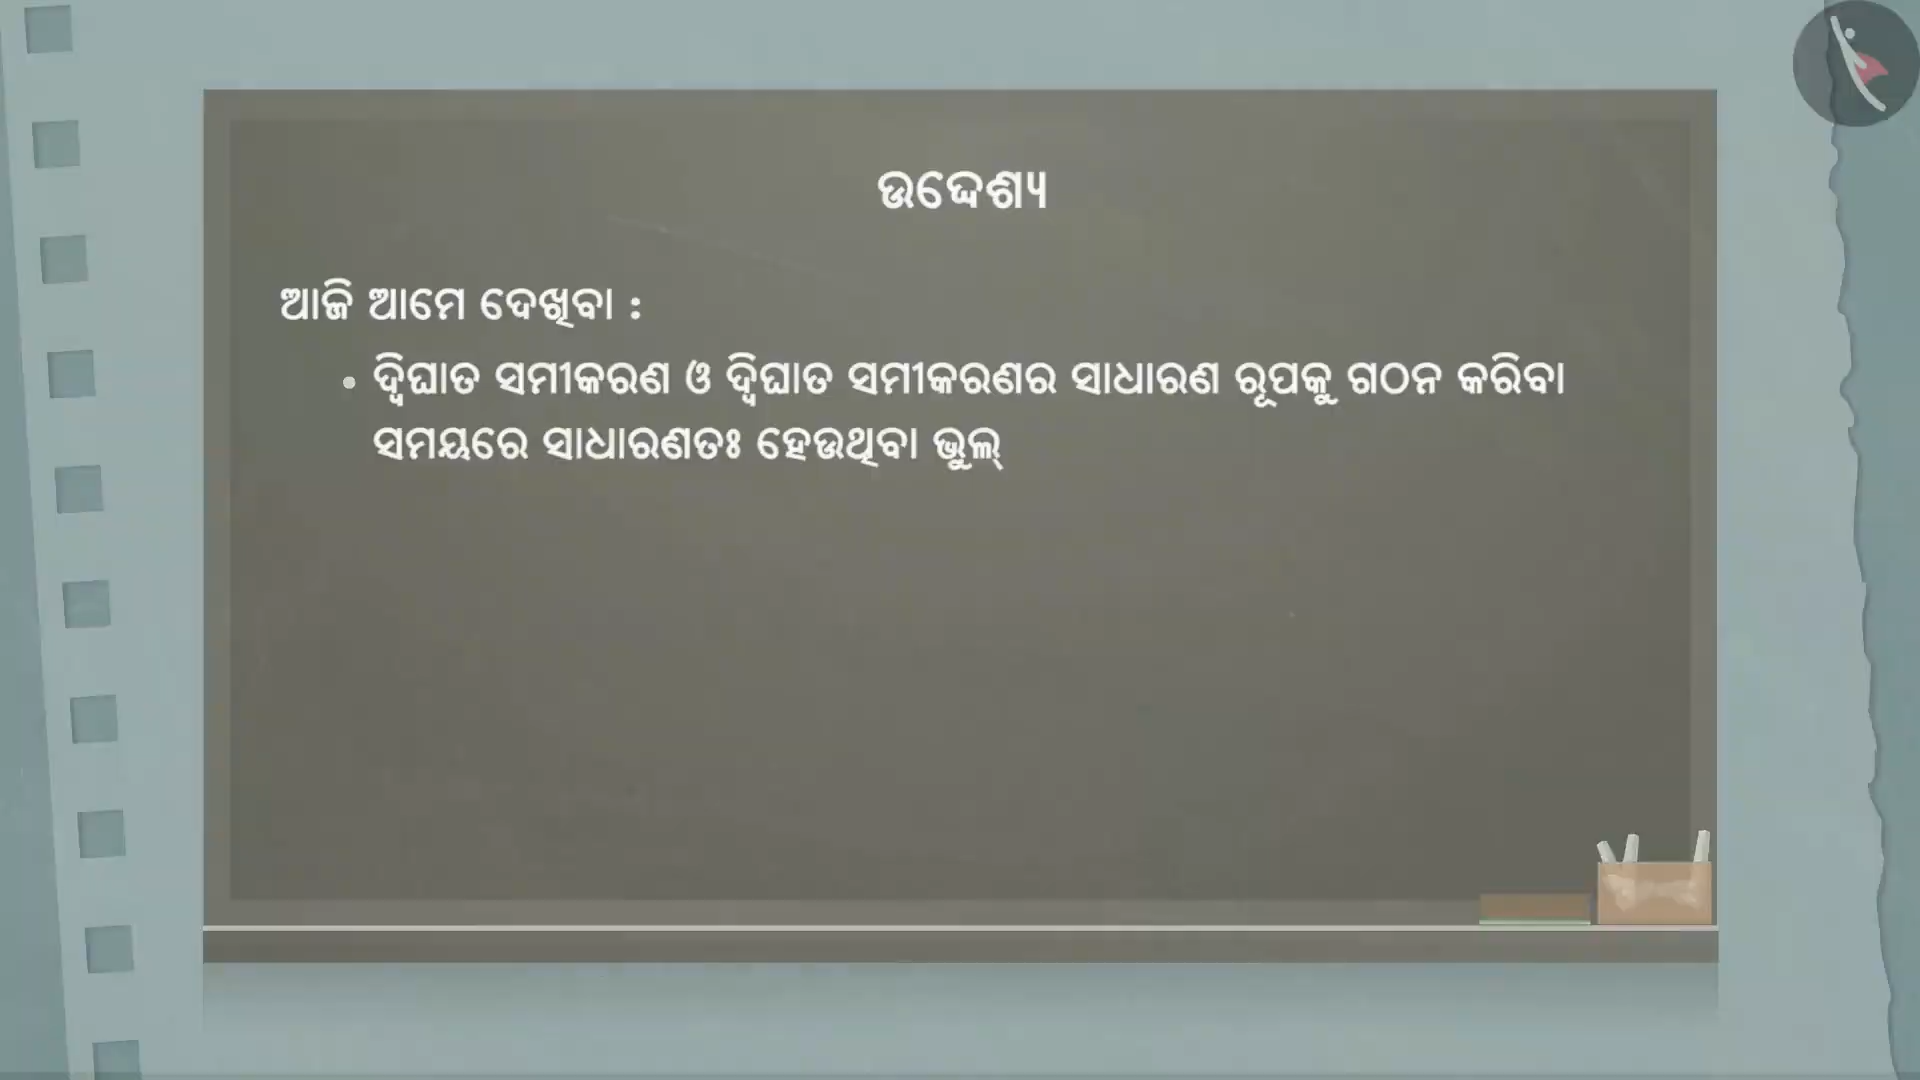 ଉଦ୍ଦେଶ୍ୟ
ଆଜି ଆମେ ଦେଖିବା :
• ଦ୍ୱିଘାତ ସମୀକରଣ ଓ ଦ୍ୱିଘାତ ସମୀକରଣର ସାଧାରଣ ରୂପକୁ ଗଠନ କରିବା
ସମୟରେ ସାଧାରଣତଃ ହେଉଥିବା ଭୁଲ୍